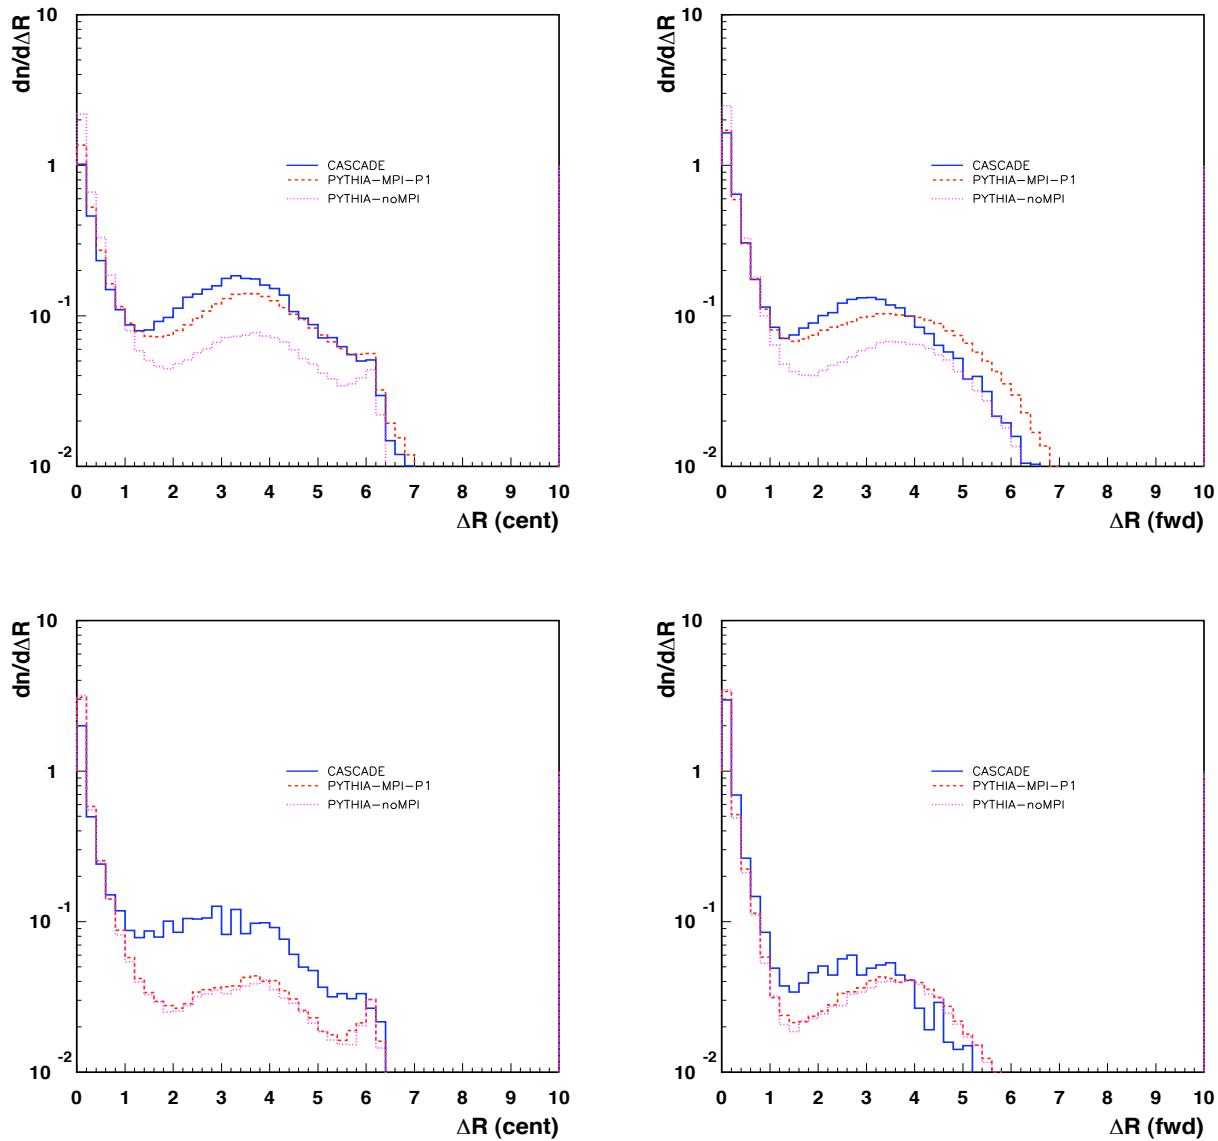 dn/dΔR
10
1
10 -1
10 -2
0 1 2 3 4 5 6 7 8 9 10
ΔR (cent)
CASCADE
PYTHIA-MPI-P1
PYTHIA-noMPI
dn/dΔR
10
1
10 -1
10 -2
0 1 2 3 4 5 6 7 8 9 10
ΔR (fwd)
CASCADE
PYTHIA-MPI-P1
PYTHIA-noMPI
dn/dΔR
10
1
10 -1
10 -2
0 1 2 3 4 5 6 7 8 9 10
ΔR (cent)
CASCADE
PYTHIA-MPI-P1
PYTHIA-noMPI
dn/dΔR
10
1
10 -1
10 -2
0 1 2 3 4 5 6 7 8 9 10
ΔR (fwd)
CASCADE
PYTHIA-MPI-P1
PYTHIA-noMPI